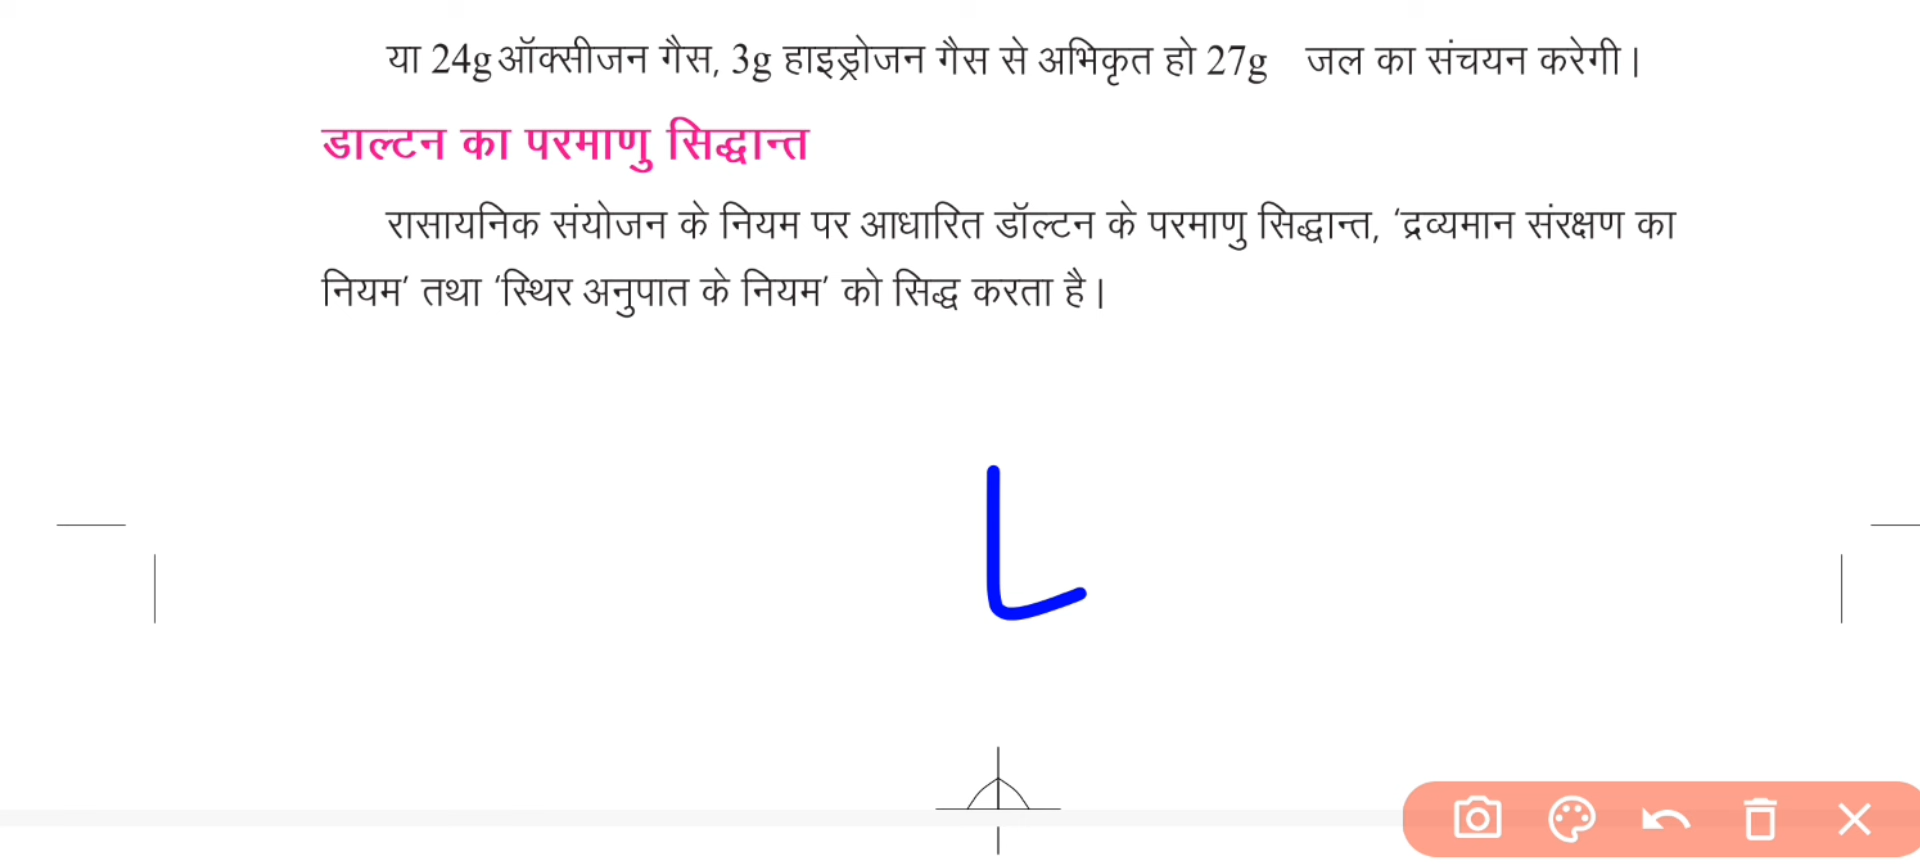 या 24g ऑक्सीजन गैस, 3g हाइड्रोजन गैस से अभिकृत हो 27g जल का संचयन करेगी।
डाल्टन का परमाणु सिद्धान्त
रासायनिक संयोजन के नियम पर आधारित डॉल्टन के परमाणु सिद्धान्त, ‘द्रव्यमान संरक्षण का
नियम’ तथा ‘स्थिर अनुपात के नियम’ को सिद्ध करता है।
L